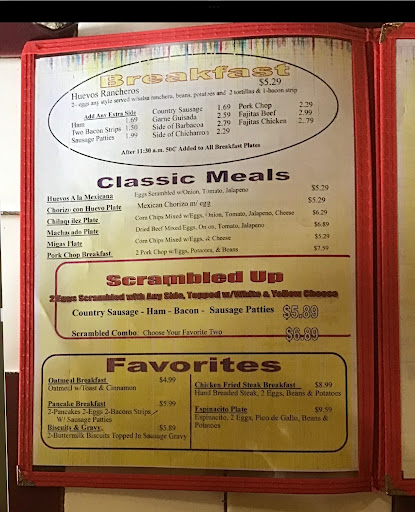 Breakfast
Huevos Rancheros $5.29
2- eggs any style served w/salsa ranchera, beans, potatoes and 2 tortillas & 1-bacon strip
Add Any Extra Side
Ham 1.69
Two Bacon Strips 1.50
Sausage Patties 1.99
Country Sausage 1.69
Garne Guisada 2.59
Side of Barbacoa 2.79
Side of Chicharron 2.29
Pork Chop 2.29
Fajitas Beef 2.99
Fajitas Chicken 2.79
After 11:30 a.m. 50C Added to All Breakfast Plates
Classic Meals
Huevos A la Mexicana Eggs Scrambled w/Onion, Tomato, Jalapeno $5.29
Chorizo con Huevo Plate Mexican Chorizo m/ egg $5.29
Chilaquilez Plate Corn Chips Mixed w/Eggs, Onion, Tomato, Jalapeno, Cheese $6.29
Machacado Plate Dried Beef Mixed Eggs, Onion, Tomato, Jalapeno $6.89
Migas Plate Corn Chips Mixed w/Eggs, & Cheese $5.29
Pork Chop Breakfast 2 Pork Chop w/Eggs, Potatoes, & Beans $7.59
Scrambled Up
2 Eggs Scrambled with Any Side, Topped w/White & Yellow Cheese
Country Sausage - Ham - Bacon - Sausage Patties $5.89
Scrambled Combo: Choose Your Favorite Two $6.89
Favorites
Oatmeal Breakfast $4.99
Oatmeal w/Toast & Cinnamon
Pancake Breakfast $5.99
2-Pancakes 2-Eggs 2-Bacons Strips
W/ Sausage Patties
Biscuits & Gravy $5.89
2-Buttermilk Biscuits Topped In Sausage Gravy
Chicken Fried Steak Breakfast $8.99
Hand Breaded Steak, 2 Eggs, Beans & Potatoes
Espinacito Plate $9.59
Espinacito, 2 Eggs, Pico de Gallo, Beans &
Potatoes